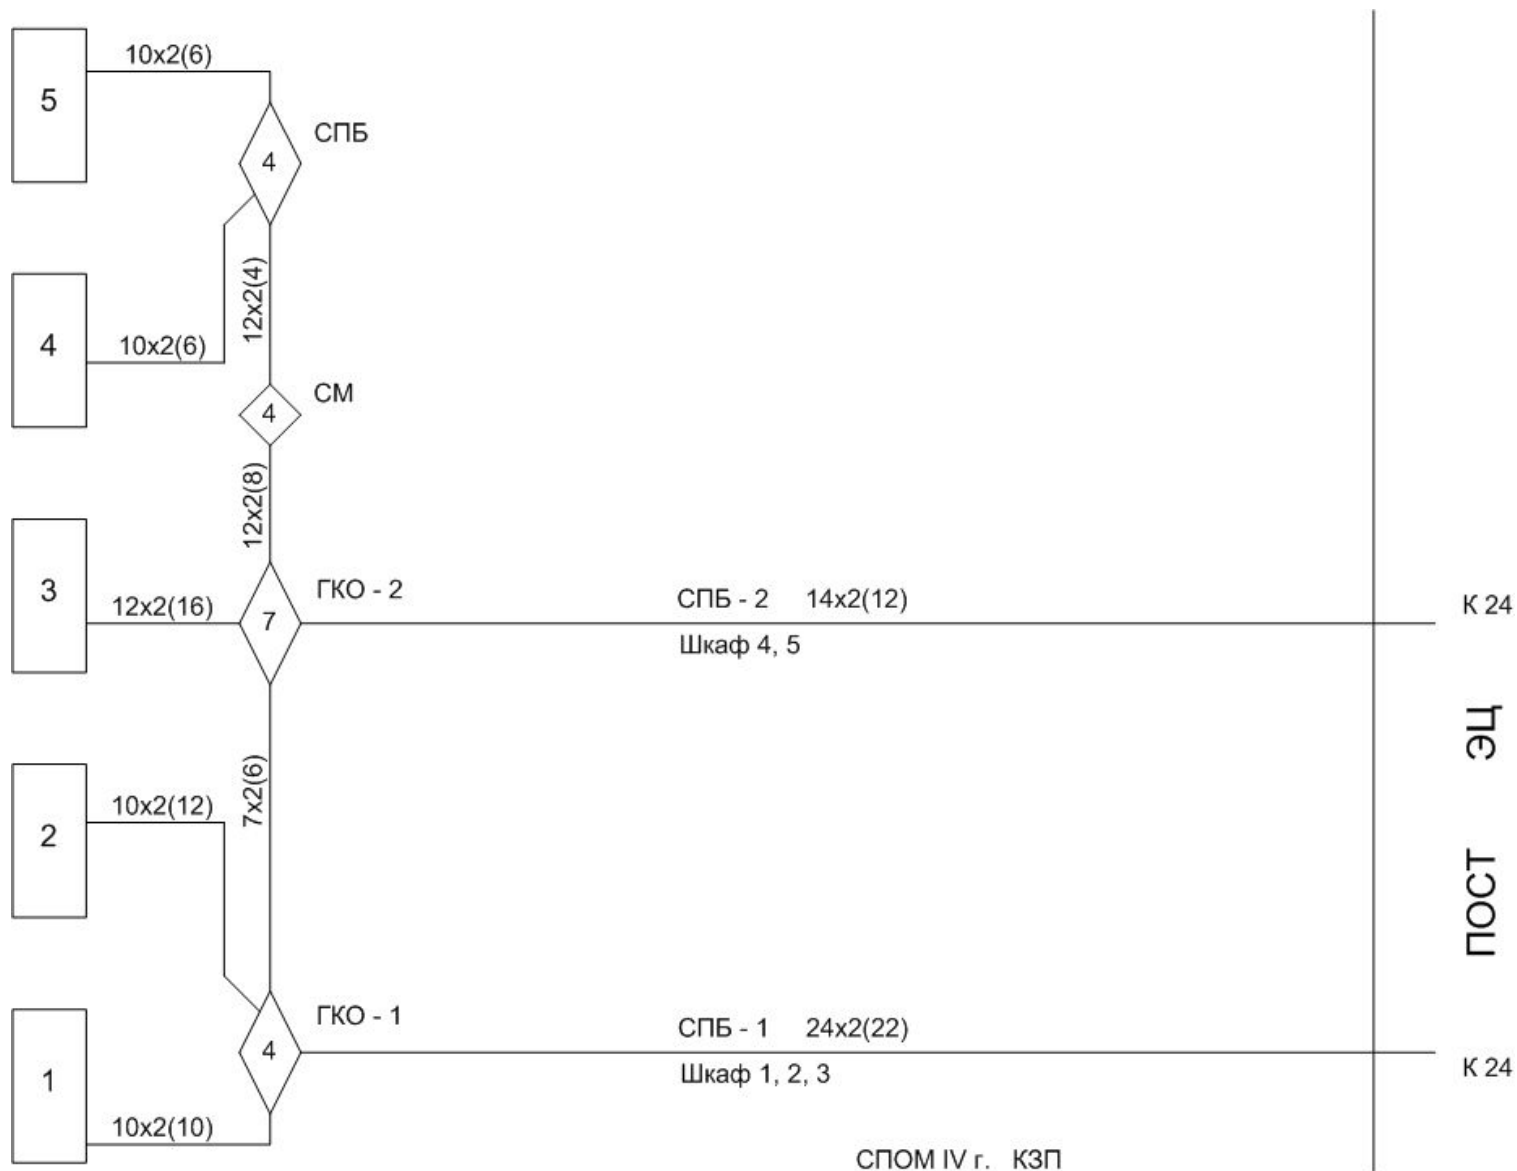 10x2(6)
5
СПБ
4
12x2(4)
4
10x2(6)
СМ
4
12x2(8)
3
12x2(16)
ГКО - 2
7
СПБ - 2 14x2(12)
Шкаф 4, 5
К 24
2
10x2(12)
7x2(6)
ПОСТ ЭЦ
ГКО - 1
4
СПБ - 1 24x2(22)
Шкаф 1, 2, 3
К 24
1
10x2(10)
СПОМ IV г. КЗП